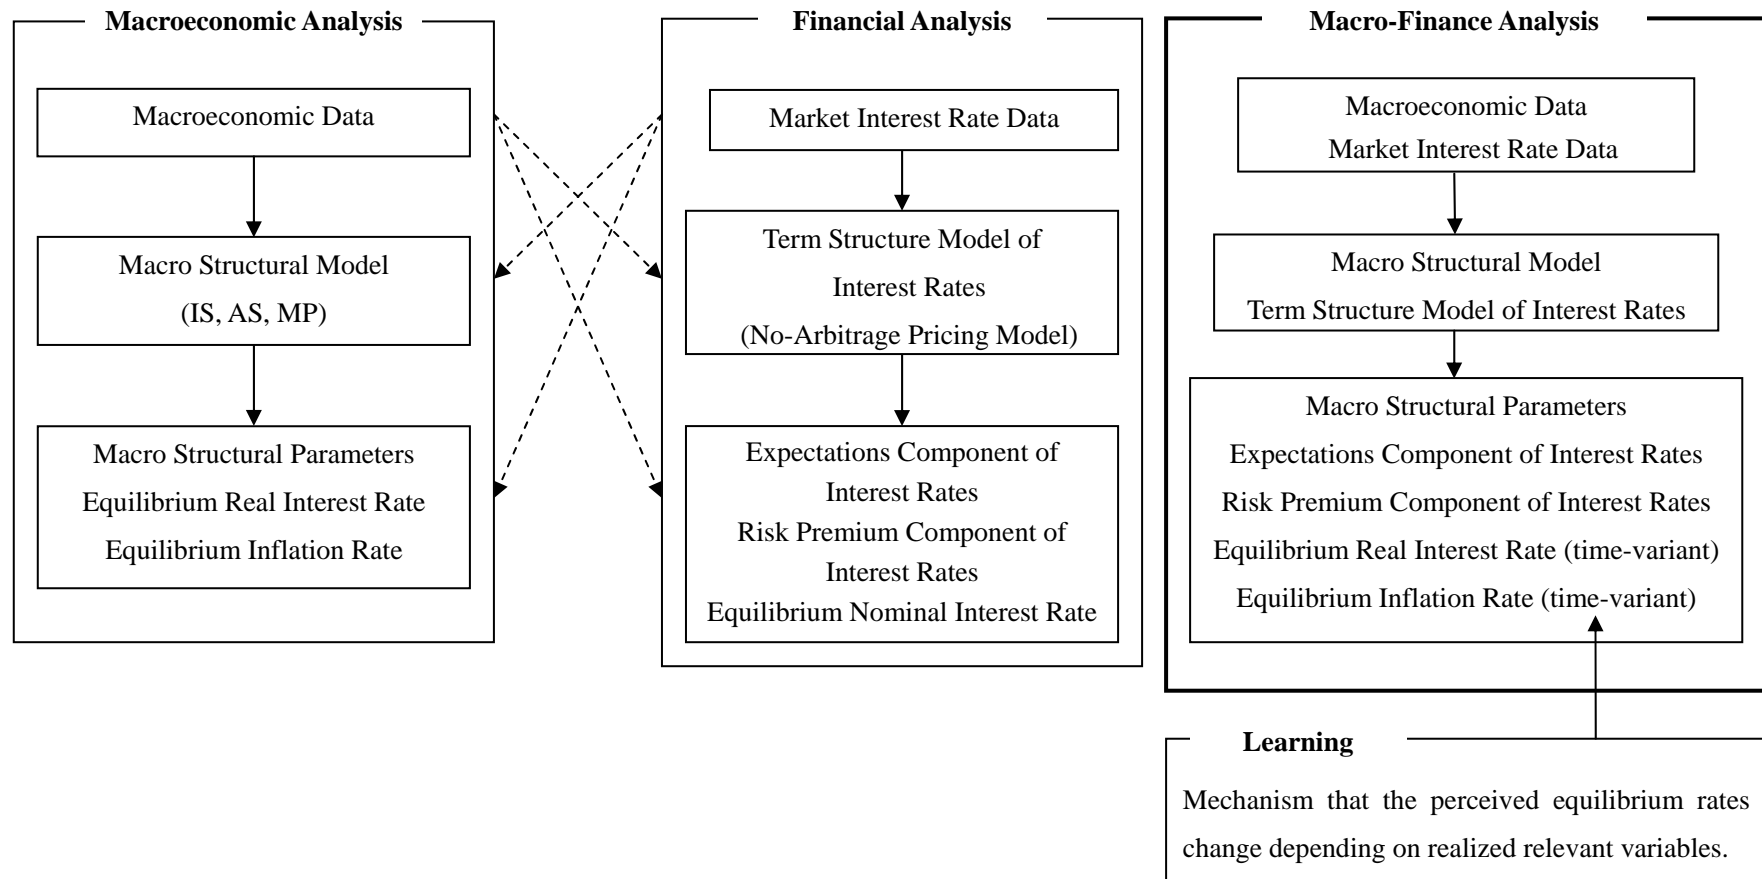 Macroeconomic Analysis
Macroeconomic Data
Macro Structural Model
(IS, AS, MP)
Macro Structural Parameters
Equilibrium Real Interest Rate
Equilibrium Inflation Rate
Financial Analysis
Market Interest Rate Data
Term Structure Model of
Interest Rates
(No-Arbitrage Pricing Model)
Expectations Component of
Interest Rates
Risk Premium Component of
Interest Rates
Equilibrium Nominal Interest Rate
Macro-Finance Analysis
Macroeconomic Data
Market Interest Rate Data
Macro Structural Model
Term Structure Model of Interest Rates
Macro Structural Parameters
Expectations Component of Interest Rates
Risk Premium Component of Interest Rates
Equilibrium Real Interest Rate (time-variant)
Equilibrium Inflation Rate (time-variant)
Learning
Mechanism that the perceived equilibrium rates
change depending on realized relevant variables.